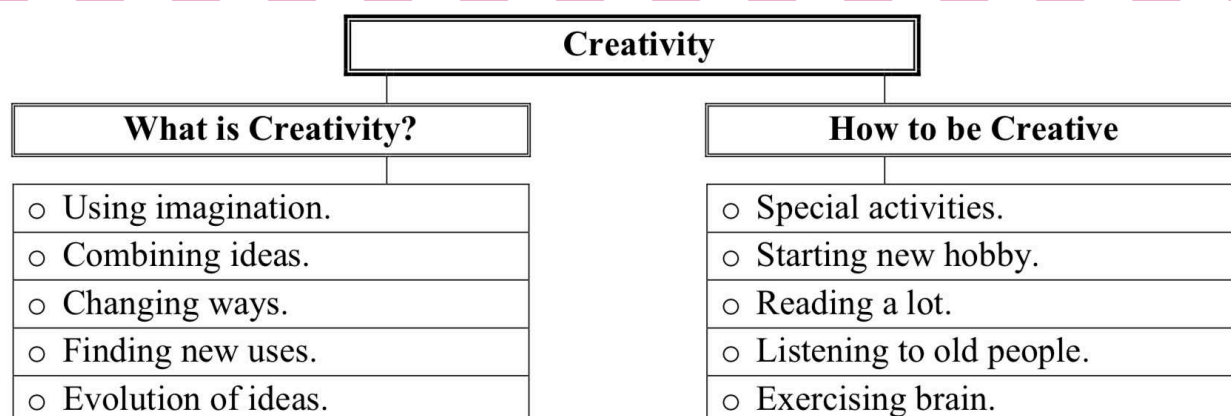 Creativity
What is Creativity?
○ Using imagination.
○ Combining ideas.
○ Changing ways.
○ Finding new uses.
○ Evolution of ideas.
How to be Creative
○ Special activities.
○ Starting new hobby.
○ Reading a lot.
○ Listening to old people.
○ Exercising brain.